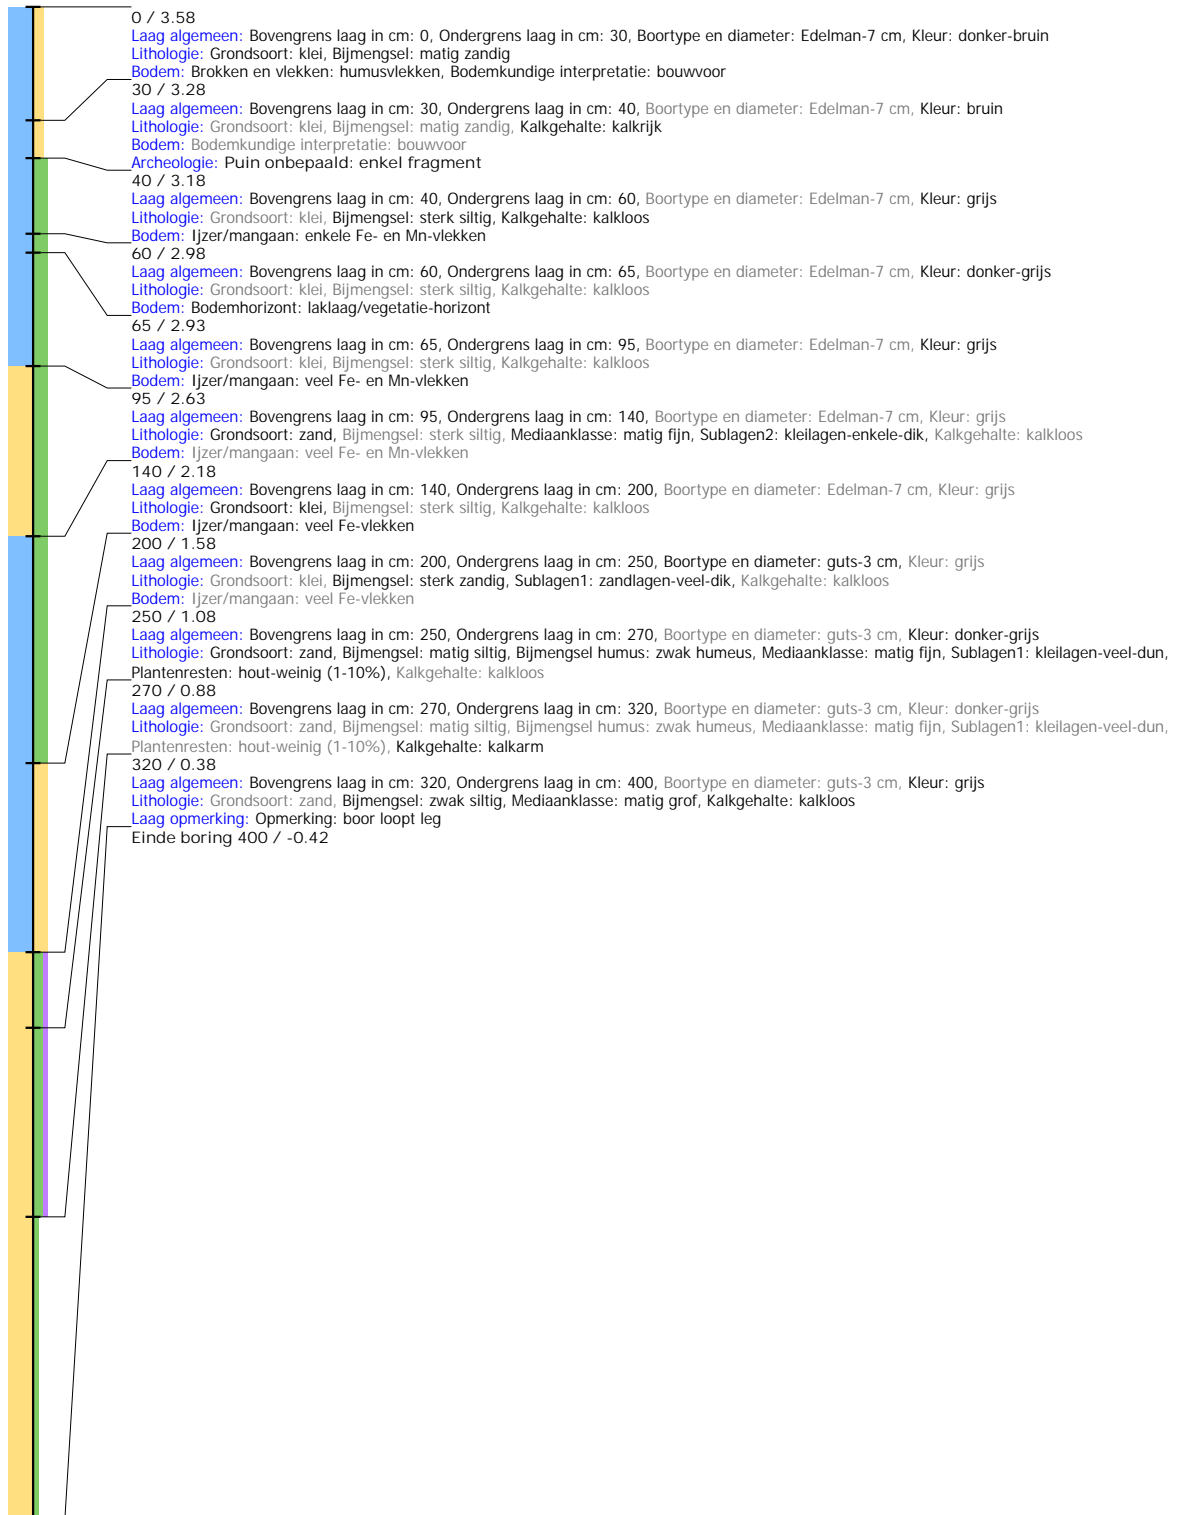 0 / 3.58
Laag algemeen: Bovengrens laag in cm: 0, Ondergrens laag in cm: 30, Boortype en diameter: Edelman-7 cm, Kleur: donker-bruin
Lithologie: Grondsoort: klei, Bijmengsel: matig zandig
Bodem: Brokken en vlekken: humusvlekken, Bodemkundige interpretatie: bouwvoor
30 / 3.28
Laag algemeen: Bovengrens laag in cm: 30, Ondergrens laag in cm: 40, Boortype en diameter: Edelman-7 cm, Kleur: bruin
Lithologie: Grondsoort: klei, Bijmengsel: matig zandig, Kalkgehalte: kalkrijk
Bodem: Bodemkundige interpretatie: bouwvoor
Archeologie: Puin onbepaald: enkel fragment
40 / 3.18
Laag algemeen: Bovengrens laag in cm: 40, Ondergrens laag in cm: 60, Boortype en diameter: Edelman-7 cm, Kleur: grijs
Lithologie: Grondsoort: klei, Bijmengsel: sterk siltig, Kalkgehalte: kalkloos
Bodem: Ijzer/mangaan: enkele Fe- en Mn-vlekken
60 / 2.98
Laag algemeen: Bovengrens laag in cm: 60, Ondergrens laag in cm: 65, Boortype en diameter: Edelman-7 cm, Kleur: donker-grijs
Lithologie: Grondsoort: klei, Bijmengsel: sterk siltig, Kalkgehalte: kalkloos
Bodem: Bodemhorizont: laklaag/vegetatie-horizont
65 / 2.93
Laag algemeen: Bovengrens laag in cm: 65, Ondergrens laag in cm: 95, Boortype en diameter: Edelman-7 cm, Kleur: grijs
Lithologie: Grondsoort: klei, Bijmengsel: sterk siltig, Kalkgehalte: kalkloos
Bodem: Ijzer/mangaan: veel Fe- en Mn-vlekken
95 / 2.63
Laag algemeen: Bovengrens laag in cm: 95, Ondergrens laag in cm: 140, Boortype en diameter: Edelman-7 cm, Kleur: grijs
Lithologie: Grondsoort: zand, Bijmengsel: sterk siltig, Mediaanklasse: matig fijn, Sublagen2: kleilagen-enkele-dik, Kalkgehalte: kalkloos
Bodem: Ijzer/mangaan: veel Fe- en Mn-vlekken
140 / 2.18
Laag algemeen: Bovengrens laag in cm: 140, Ondergrens laag in cm: 200, Boortype en diameter: Edelman-7 cm, Kleur: grijs
Lithologie: Grondsoort: klei, Bijmengsel: sterk siltig, Kalkgehalte: kalkloos
Bodem: Ijzer/mangaan: veel Fe-vlekken
200 / 1.58
Laag algemeen: Bovengrens laag in cm: 200, Ondergrens laag in cm: 250, Boortype en diameter: guts-3 cm, Kleur: grijs
Lithologie: Grondsoort: klei, Bijmengsel: sterk zandig, Sublagen1: zandlagen-veel-dik, Kalkgehalte: kalkloos
Bodem: Ijzer/mangaan: veel Fe-vlekken
250 / 1.08
Laag algemeen: Bovengrens laag in cm: 250, Ondergrens laag in cm: 270, Boortype en diameter: guts-3 cm, Kleur: donker-grijs
Lithologie: Grondsoort: zand, Bijmengsel: matig siltig, Bijmengsel humus: zwak humeus, Mediaanklasse: matig fijn, Sublagen1: kleilagen-veel-dun,
Plantenresten: hout-weinig (1-10%), Kalkgehalte: kalkloos
270 / 0.88
Laag algemeen: Bovengrens laag in cm: 270, Ondergrens laag in cm: 320, Boortype en diameter: guts-3 cm, Kleur: donker-grijs
Lithologie: Grondsoort: zand, Bijmengsel: matig siltig, Bijmengsel humus: zwak humeus, Mediaanklasse: matig fijn, Sublagen1: kleilagen-veel-dun,
Plantenresten: hout-weinig (1-10%), Kalkgehalte: kalkarm
320 / 0.38
Laag algemeen: Bovengrens laag in cm: 320, Ondergrens laag in cm: 400, Boortype en diameter: guts-3 cm, Kleur: grijs
Lithologie: Grondsoort: zand, Bijmengsel: zwak siltig, Mediaanklasse: matig grof, Kalkgehalte: kalkloos
Laag opmerking: Opmerking: boor loopt leg
Einde boring 400 / -0.42